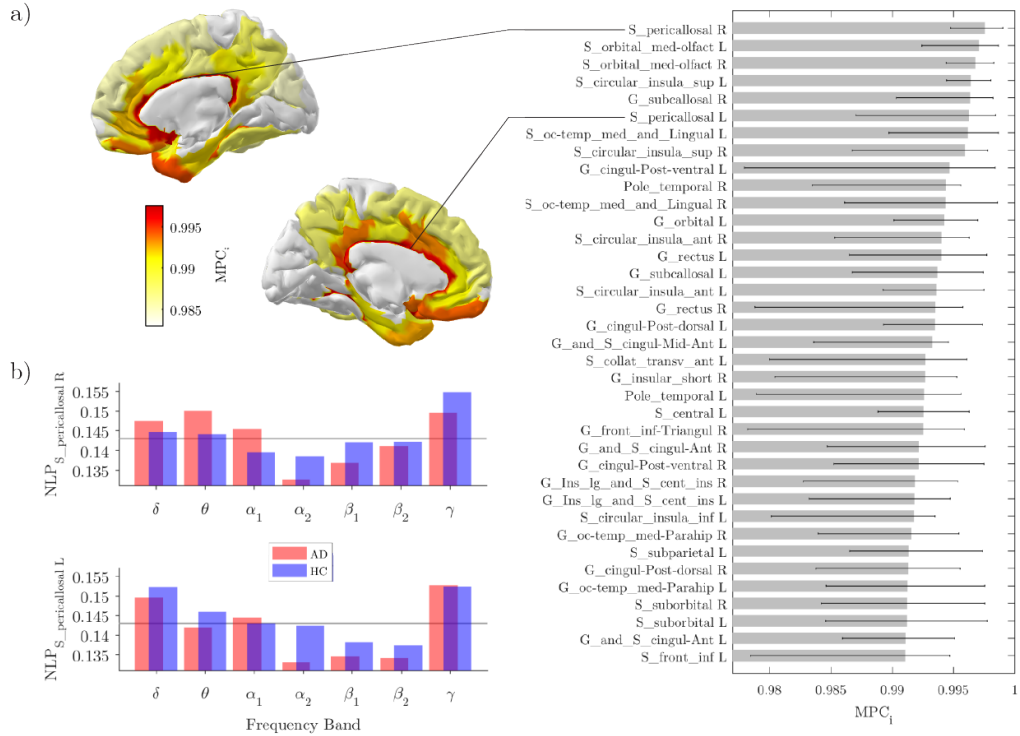 a)
S_pericallosal R
S_orbital_med-olfact L
S_orbital_med-olfact R
S_circular_insula_sup L
G_subcallosal R
S_pericallosal L
S_oc-temp_med_and_Lingual L
S_circular_insula_sup R
G_cingul-Post-ventral L
Pole_temporal R
S_oc-temp_med_and_Lingual R
G_orbital L
S_circular_insula_ant R
G_rectus L
G_subcallosal L
S_circular_insula_ant L
G_rectus R
G_cingul-Post-dorsal L
G_and_S_cingul-Mid-Ant L
S_collat_transv_ant L
G_insular_short R
Pole_temporal L
S_central L
G_front_inf-Triangul R
G_and_S_cingul-Ant R
G_cingul-Post-ventral R
G_Ins_lg_and_S_cent_ins R
G_Ins_lg_and_S_cent_ins L
S_circular_insula_inf L
G_oc-temp_med-Parahip R
S_subparietal L
G_cingul-Post-dorsal R
G_oc-temp_med-Parahip L
S_suborbital R
S_suborbital L
G_and_S_cingul-Ant L
S_front_inf L
0.98 0.985 0.99 0.995 1
MPC_i
0.995
0.99
0.985
MPC_i
b)
NLP_S_pericallosal R
0.155
0.15
0.145
0.14
0.135
δ θ α_1 α_2 β_1 β_2 γ
AD
HC
NLP_S_pericallosal L
0.155
0.15
0.145
0.14
0.135
δ θ α_1 α_2 β_1 β_2 γ
Frequency Band